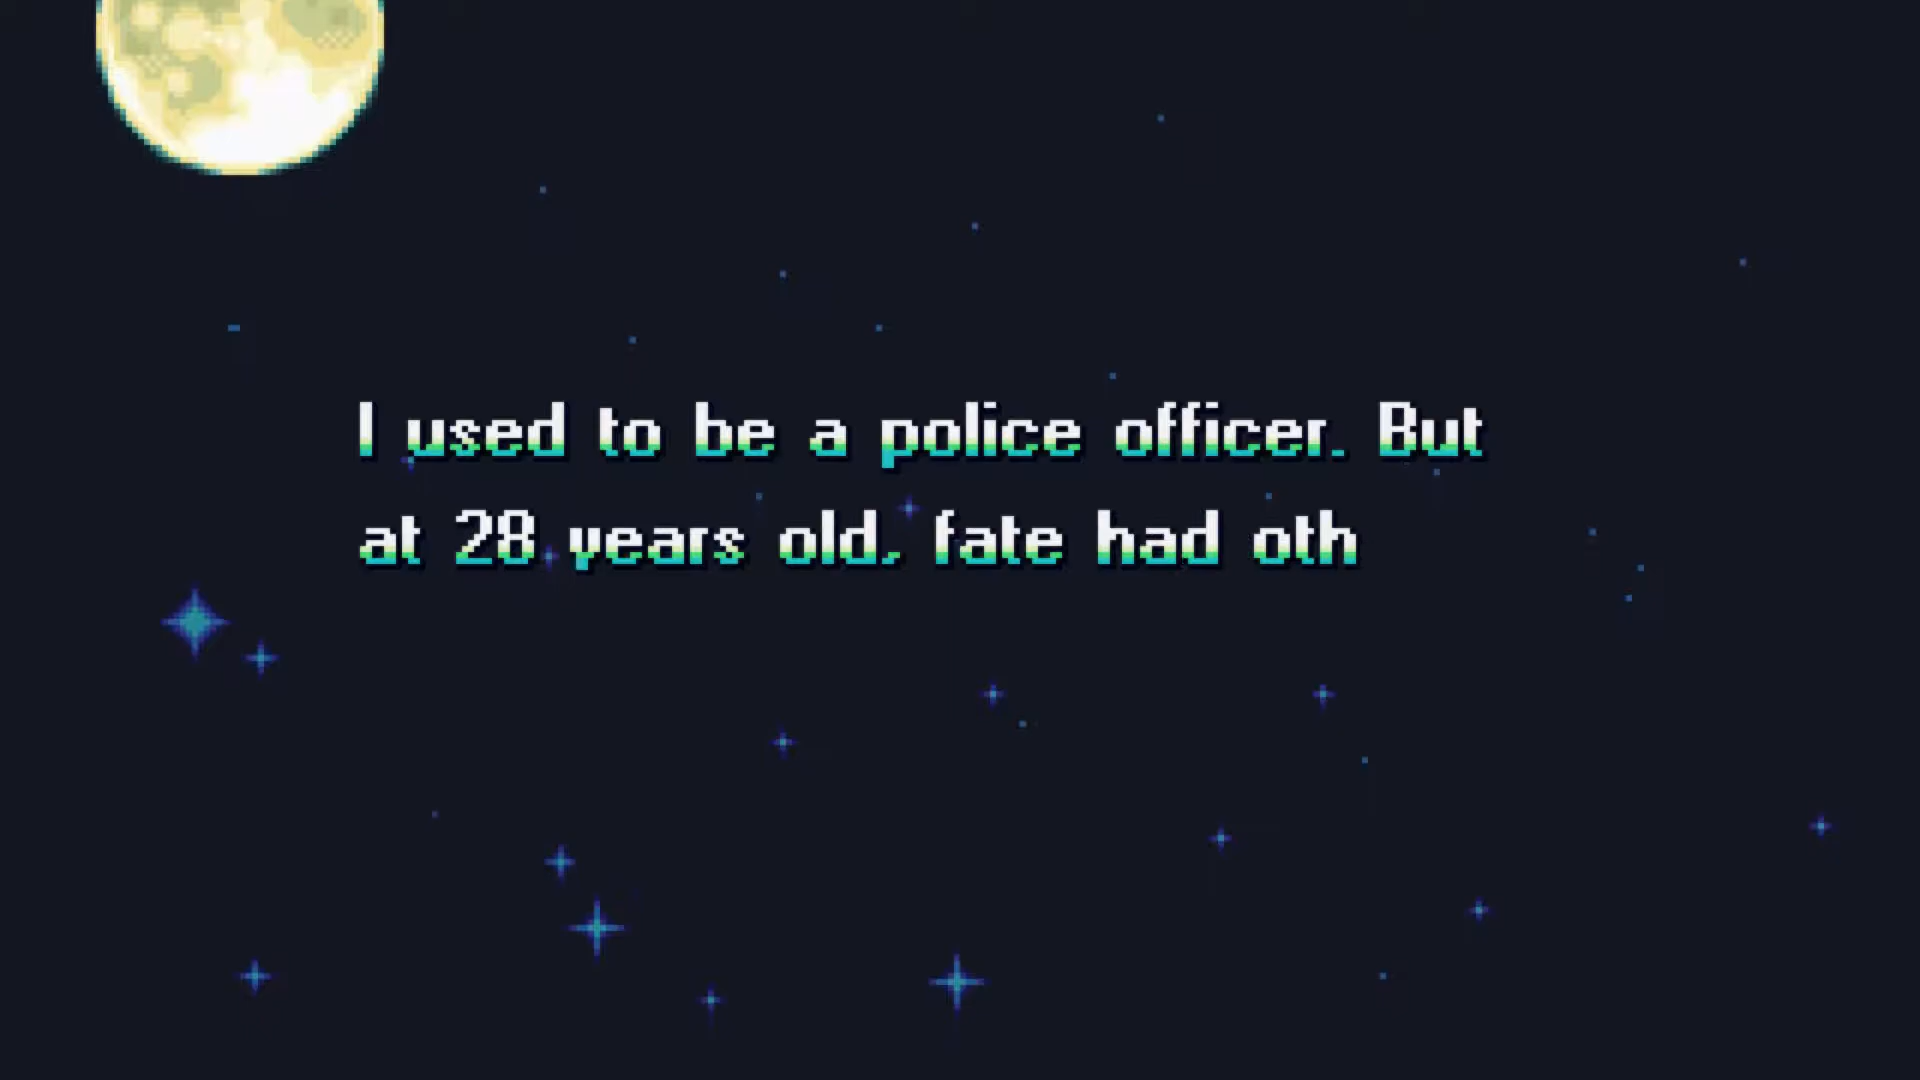 I used to be a police officer. But
at 28 years old, fate had oth